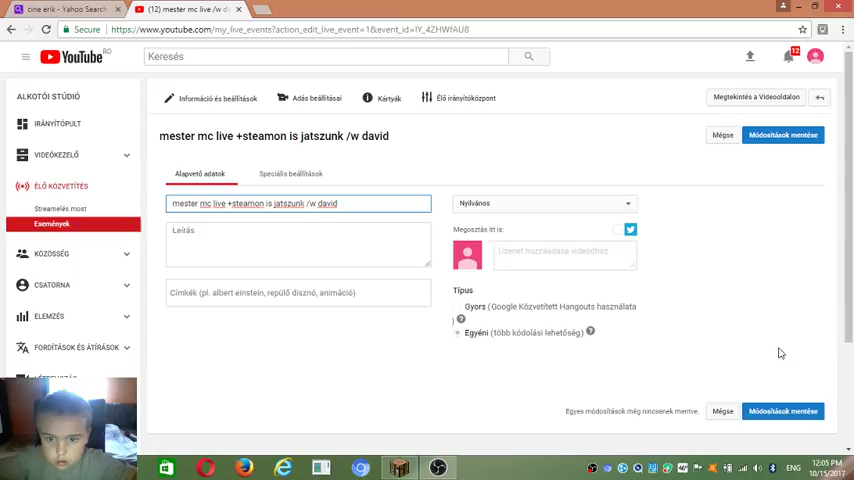 cine erik - Yahoo Search
(12) mester mc live /w d
Secure
https://www.youtube.com/my_live_events?action_edit_live_event=1&event_id=IY_4ZHWfAU8
YouTube RO
Keresés
12
ALKOTÓI STÚDIÓ
IRÁNYÍTÓPULT
VIDEÓKEZELŐ
ÉLŐ KÖZVETÍTÉS
Streamelés most
Események
KÖZÖSSÉG
CSATORNA
ELEMZÉS
FORDÍTÁSOK ÉS ÁTÍRÁSOK
Információ és beállítások
Adás beállításai
Kártyák
Élő irányítóközpont
Megtekintés a Videooldalon
mester mc live +steamon is jatszunk /w david
Mégse
Módosítások mentése
Alapvető adatok
Speciális beállítások
mester mc live +steamon is jatszunk /w david
Leírás
Címkék (pl. albert einstein, repülő disznó, animáció)
Nyilvános
Megosztás itt is:
Üzenet hozzáadása videóhoz
Típus
Gyors (Google Közvetített Hangouts használata
)
Egyéni (több kódolási lehetőség)
Egyes módosítások még nincsenek mentve.
Mégse
Módosítások mentése
ENG
12:05 PM
10/15/2017